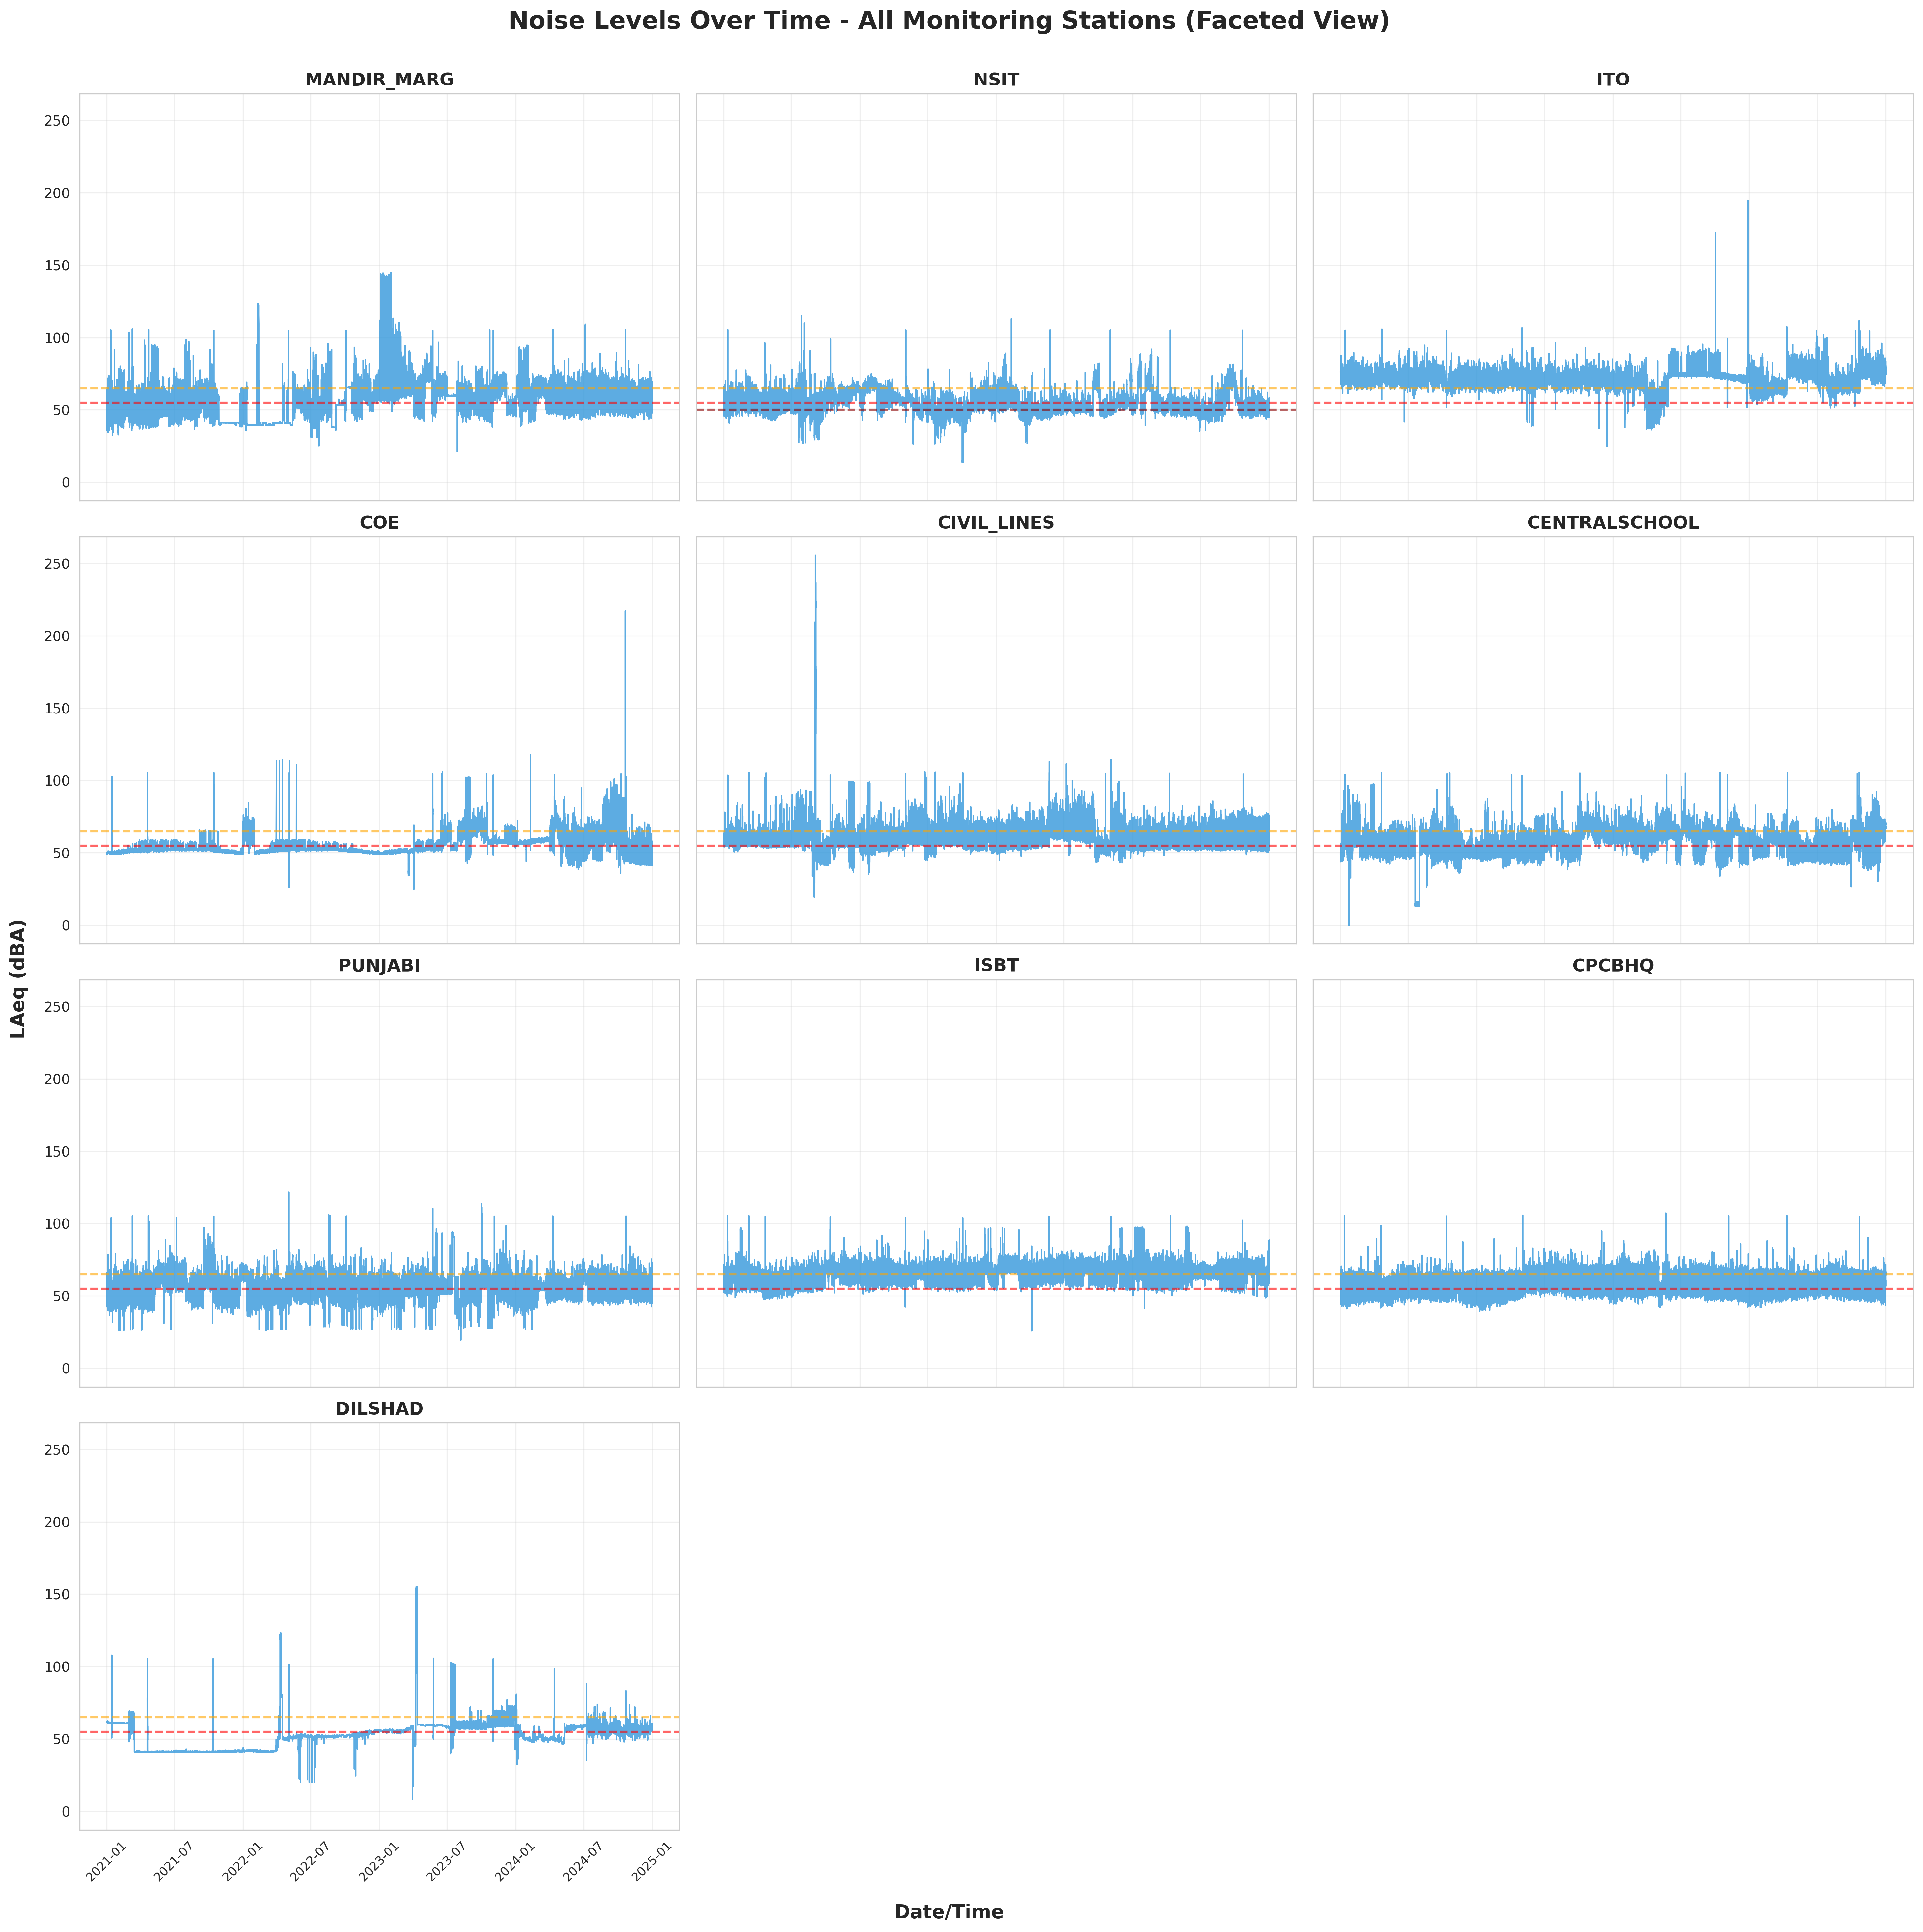 Noise Levels Over Time - All Monitoring Stations (Faceted View)
MANDIR_MARG
NSIT
ITO
250
200
150
100
50
0
COE
CIVIL_LINES
CENTRALSCHOOL
250
200
150
100
50
0
LAeq (dBA)
PUNJABI
ISBT
CPCBHQ
250
200
150
100
50
0
DILSHAD
250
200
150
100
50
0
2021-01
2021-07
2022-01
2022-07
2023-01
2023-07
2024-01
2024-07
2025-01
Date/Time